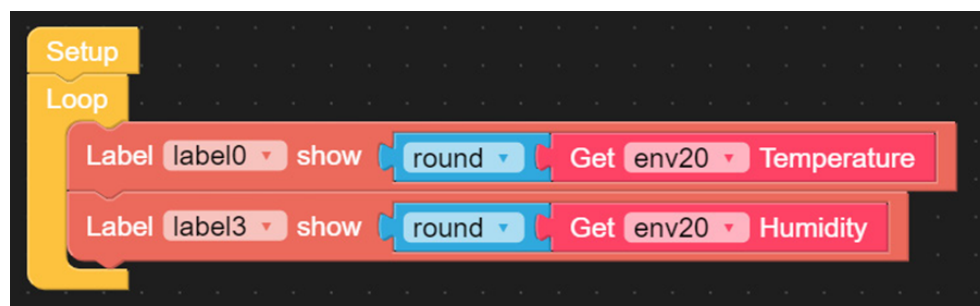 Setup
Loop
Label label0 show round Get env20 Temperature
Label label3 show round Get env20 Humidity